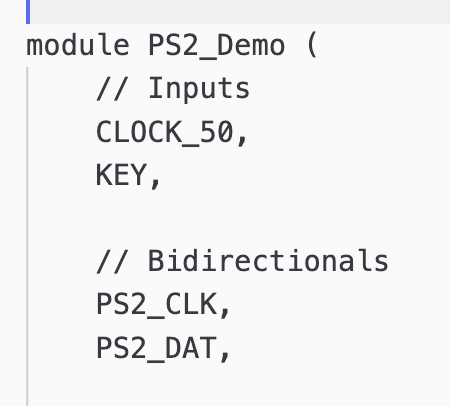 module PS2_Demo (
// Inputs
CLOCK_50,
KEY,
// Bidirectionals
PS2_CLK,
PS2_DAT,